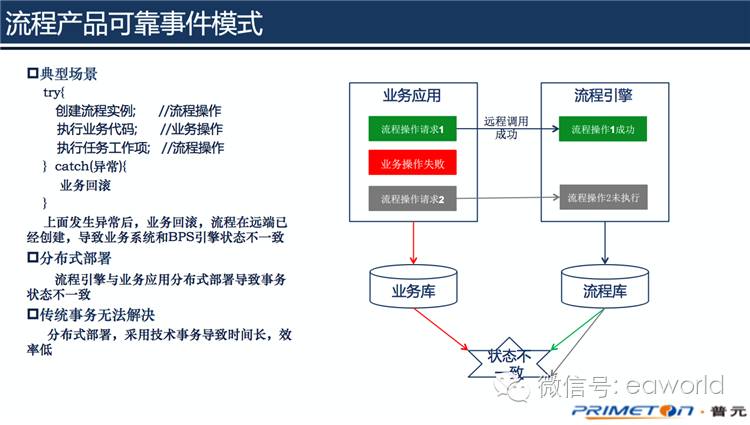 流程产品可靠事件模式
典型场景
try{
创建流程实例; //流程操作
执行业务代码; //业务操作
执行任务工作项; //流程操作
} catch(异常){
业务回滚
}
上面发生异常后，业务回滚，流程在远端已
经创建，导致业务系统和BPS引擎状态不一致
分布式部署
流程引擎与业务应用分布式部署导致事务
状态不一致
传统事务无法解决
分布式部署，采用技术事务导致时间长，效
率低
业务应用
流程引擎
流程操作请求1
远程调用
成功
流程操作1成功
业务操作失败
流程操作请求2
流程操作2未执行
业务库
流程库
状态不
一致
微信号: eaworld
PRIMETON·普元